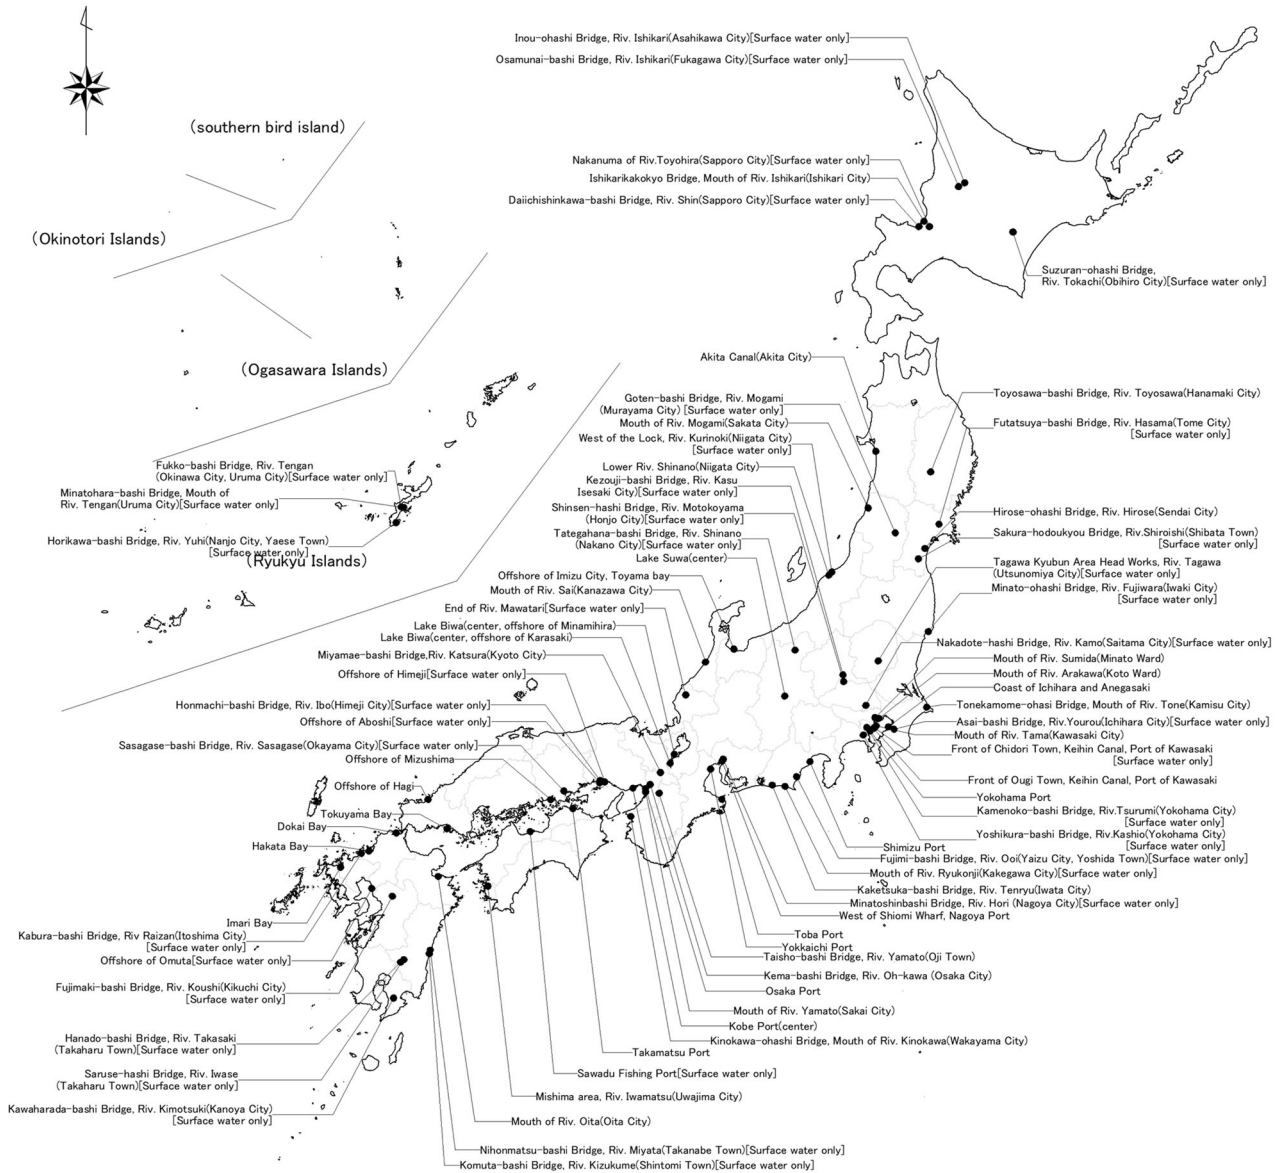 Inou-ohashi Bridge, Riv. Ishikari(Asahikawa City)[Surface water only]
Osamunai-bashi Bridge, Riv. Ishikari(Fukagawa City)[Surface water only]
(southern bird island)
Nakanuma of Riv.Toyohira(Sapporo City)[Surface water only]
Ishikarikakokyo Bridge, Mouth of Riv. Ishikari(Ishikari City)
Daiichishinkawa-bashi Bridge, Riv. Shin(Sapporo City)[Surface water only]
(Okinotori Islands)
Suzuran-ohashi Bridge,
Riv. Tokachi(Obihiro City)[Surface water only]
(Ogasawara Islands)
Akita Canal(Akita City)
Goten-bashi Bridge, Riv. Mogami
(Murayama City) [Surface water only]
Mouth of Riv. Mogami(Sakata City)
West of the Lock, Riv. Kurinoki(Niigata City)
[Surface water only]
Lower Riv. Shinano(Niigata City)
Kezouji-bashi Bridge, Riv. Kasu
Isesaki City)[Surface water only]
Shinsen-hashi Bridge, Riv. Motokoyama
(Honjo City)[Surface water only]
Tategahana-bashi Bridge, Riv. Shinano
(Nakano City)[Surface water only]
Lake Suwa(center)
Offshore of Imizu City, Toyama bay
Mouth of Riv. Sai(Kanazawa City)
End of Riv. Mawatari[Surface water only]
Lake Biwa(center, offshore of Minamihira)
Lake Biwa(center, offshore of Karasaki)
Miyamae-bashi Bridge,Riv. Katsura(Kyoto City)
Offshore of Himeji[Surface water only]
Honmachi-bashi Bridge, Riv. Ibo(Himeji City)[Surface water only]
Offshore of Aboshi[Surface water only]
Sasagase-bashi Bridge, Riv. Sasagase(Okayama City)[Surface water only]
Offshore of Mizushima
Offshore of Hagi
Tokuyama Bay
Dokai Bay
Hakata Bay
Fukko-bashi Bridge, Riv. Tengan
(Okinawa City, Uruma City)[Surface water only]
Minatohara-bashi Bridge, Mouth of
Riv. Tengan(Uruma City)[Surface water only]
Horikawa-bashi Bridge, Riv. Yuhi(Nanjo City, Yaese Town)
[Surface water only]
(Ryukyu Islands)
Toyosawa-bashi Bridge, Riv. Toyosawa(Hanamaki City)
Futatsuya-bashi Bridge, Riv. Hasama(Tome City)
[Surface water only]
Hirose-ohashi Bridge, Riv. Hirose(Sendai City)
Sakura-hodoukyou Bridge, Riv.Shiroishi(Shibata Town)
[Surface water only]
Tagawa Kyubun Area Head Works, Riv. Tagawa
(Utsunomiya City)[Surface water only]
Minato-ohashi Bridge, Riv. Fujiwara(Iwaki City)
[Surface water only]
Nakadote-hashi Bridge, Riv. Kamo(Saitama City)[Surface water only]
Mouth of Riv. Sumida(Minato Ward)
Mouth of Riv. Arakawa(Koto Ward)
Coast of Ichihara and Anegasaki
Tonekamome-ohasi Bridge, Mouth of Riv. Tone(Kamisu City)
Asai-bashi Bridge, Riv.Yourou(Ichihara City)[Surface water only]
Mouth of Riv. Tama(Kawasaki City)
Front of Chidori Town, Keihin Canal, Port of Kawasaki
[Surface water only]
Front of Ougi Town, Keihin Canal, Port of Kawasaki
Yokohama Port
Kamenoko-bashi Bridge, Riv.Tsurumi(Yokohama City)
[Surface water only]
Yoshikura-bashi Bridge, Riv.Kashio(Yokohama City)
[Surface water only]
Shimizu Port
Fujimi-bashi Bridge, Riv. Ooi(Yaizu City, Yoshida Town)[Surface water only]
Mouth of Riv. Ryukonji(Kakegawa City)[Surface water only]
Kaketsuka-bashi Bridge, Riv. Tenryu(Iwata City)
Minatoshinbashi Bridge, Riv. Hori (Nagoya City)[Surface water only]
West of Shiomi Wharf, Nagoya Port
Toba Port
Yokkaichi Port
Taisho-bashi Bridge, Riv. Yamato(Oji Town)
Kema-bashi Bridge, Riv. Oh-kawa (Osaka City)
Osaka Port
Mouth of Riv. Yamato(Sakai City)
Kobe Port(center)
Kinokawa-ohashi Bridge, Mouth of Riv. Kinokawa(Wakayama City)
Takamatsu Port
Sawadu Fishing Port[Surface water only]
Mishima area, Riv. Iwamatsu(Uwajima City)
Mouth of Riv. Oita(Oita City)
Nihonmatsu-bashi Bridge, Riv. Miyata(Takanabe Town)[Surface water only]
Komuta-bashi Bridge, Riv. Kizukume(Shintomi Town)[Surface water only]
Imari Bay
Kabura-bashi Bridge, Riv Raizan(Itoshima City)
[Surface water only]
Offshore of Omuta[Surface water only]
Fujimaki-bashi Bridge, Riv. Koushi(Kikuchi City)
[Surface water only]
Hanado-bashi Bridge, Riv. Takasaki
(Takaharu Town)[Surface water only]
Saruse-hashi Bridge, Riv. Iwase
(Takaharu Town)[Surface water only]
Kawaharada-bashi Bridge, Riv. Kimotsuki(Kanoya City)
[Surface water only]